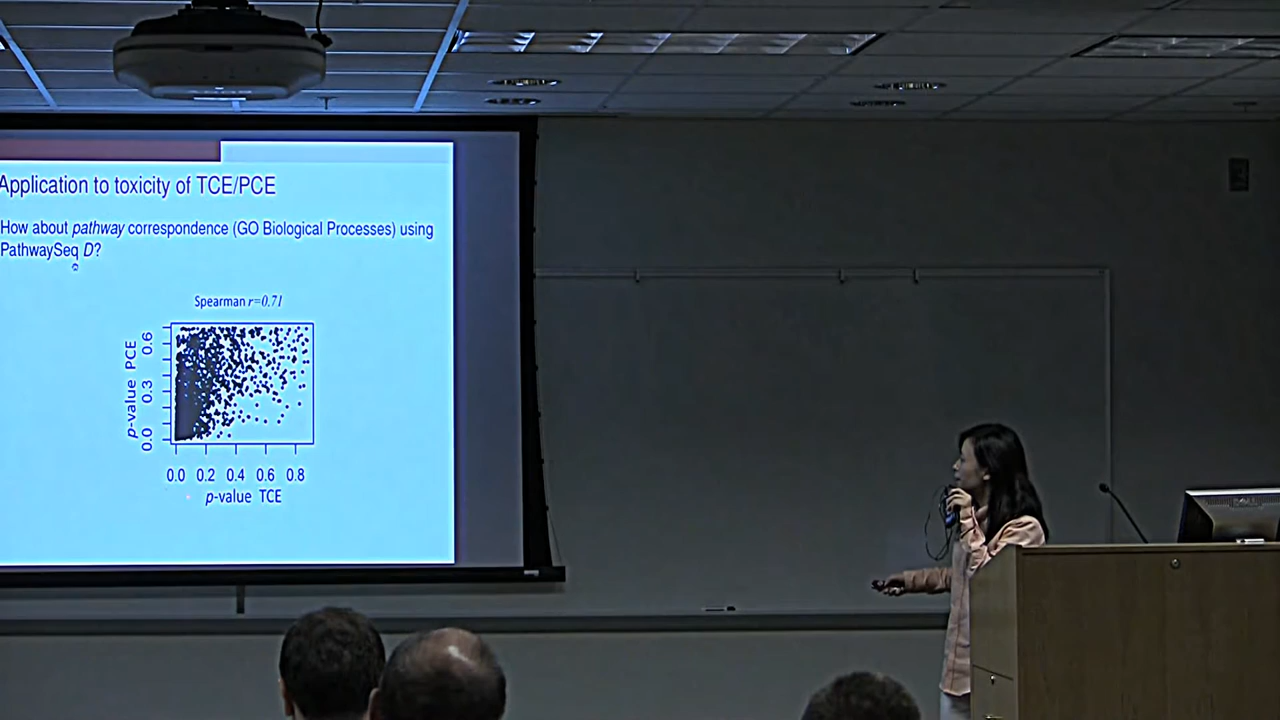 Application to toxicity of TCE/PCE
How about pathway correspondence (GO Biological Processes) using
PathwaySeq D?
Spearman r=0.71
p-value PCE
0.6
0.3
0.0
0.0 0.2 0.4 0.6 0.8
p-value TCE